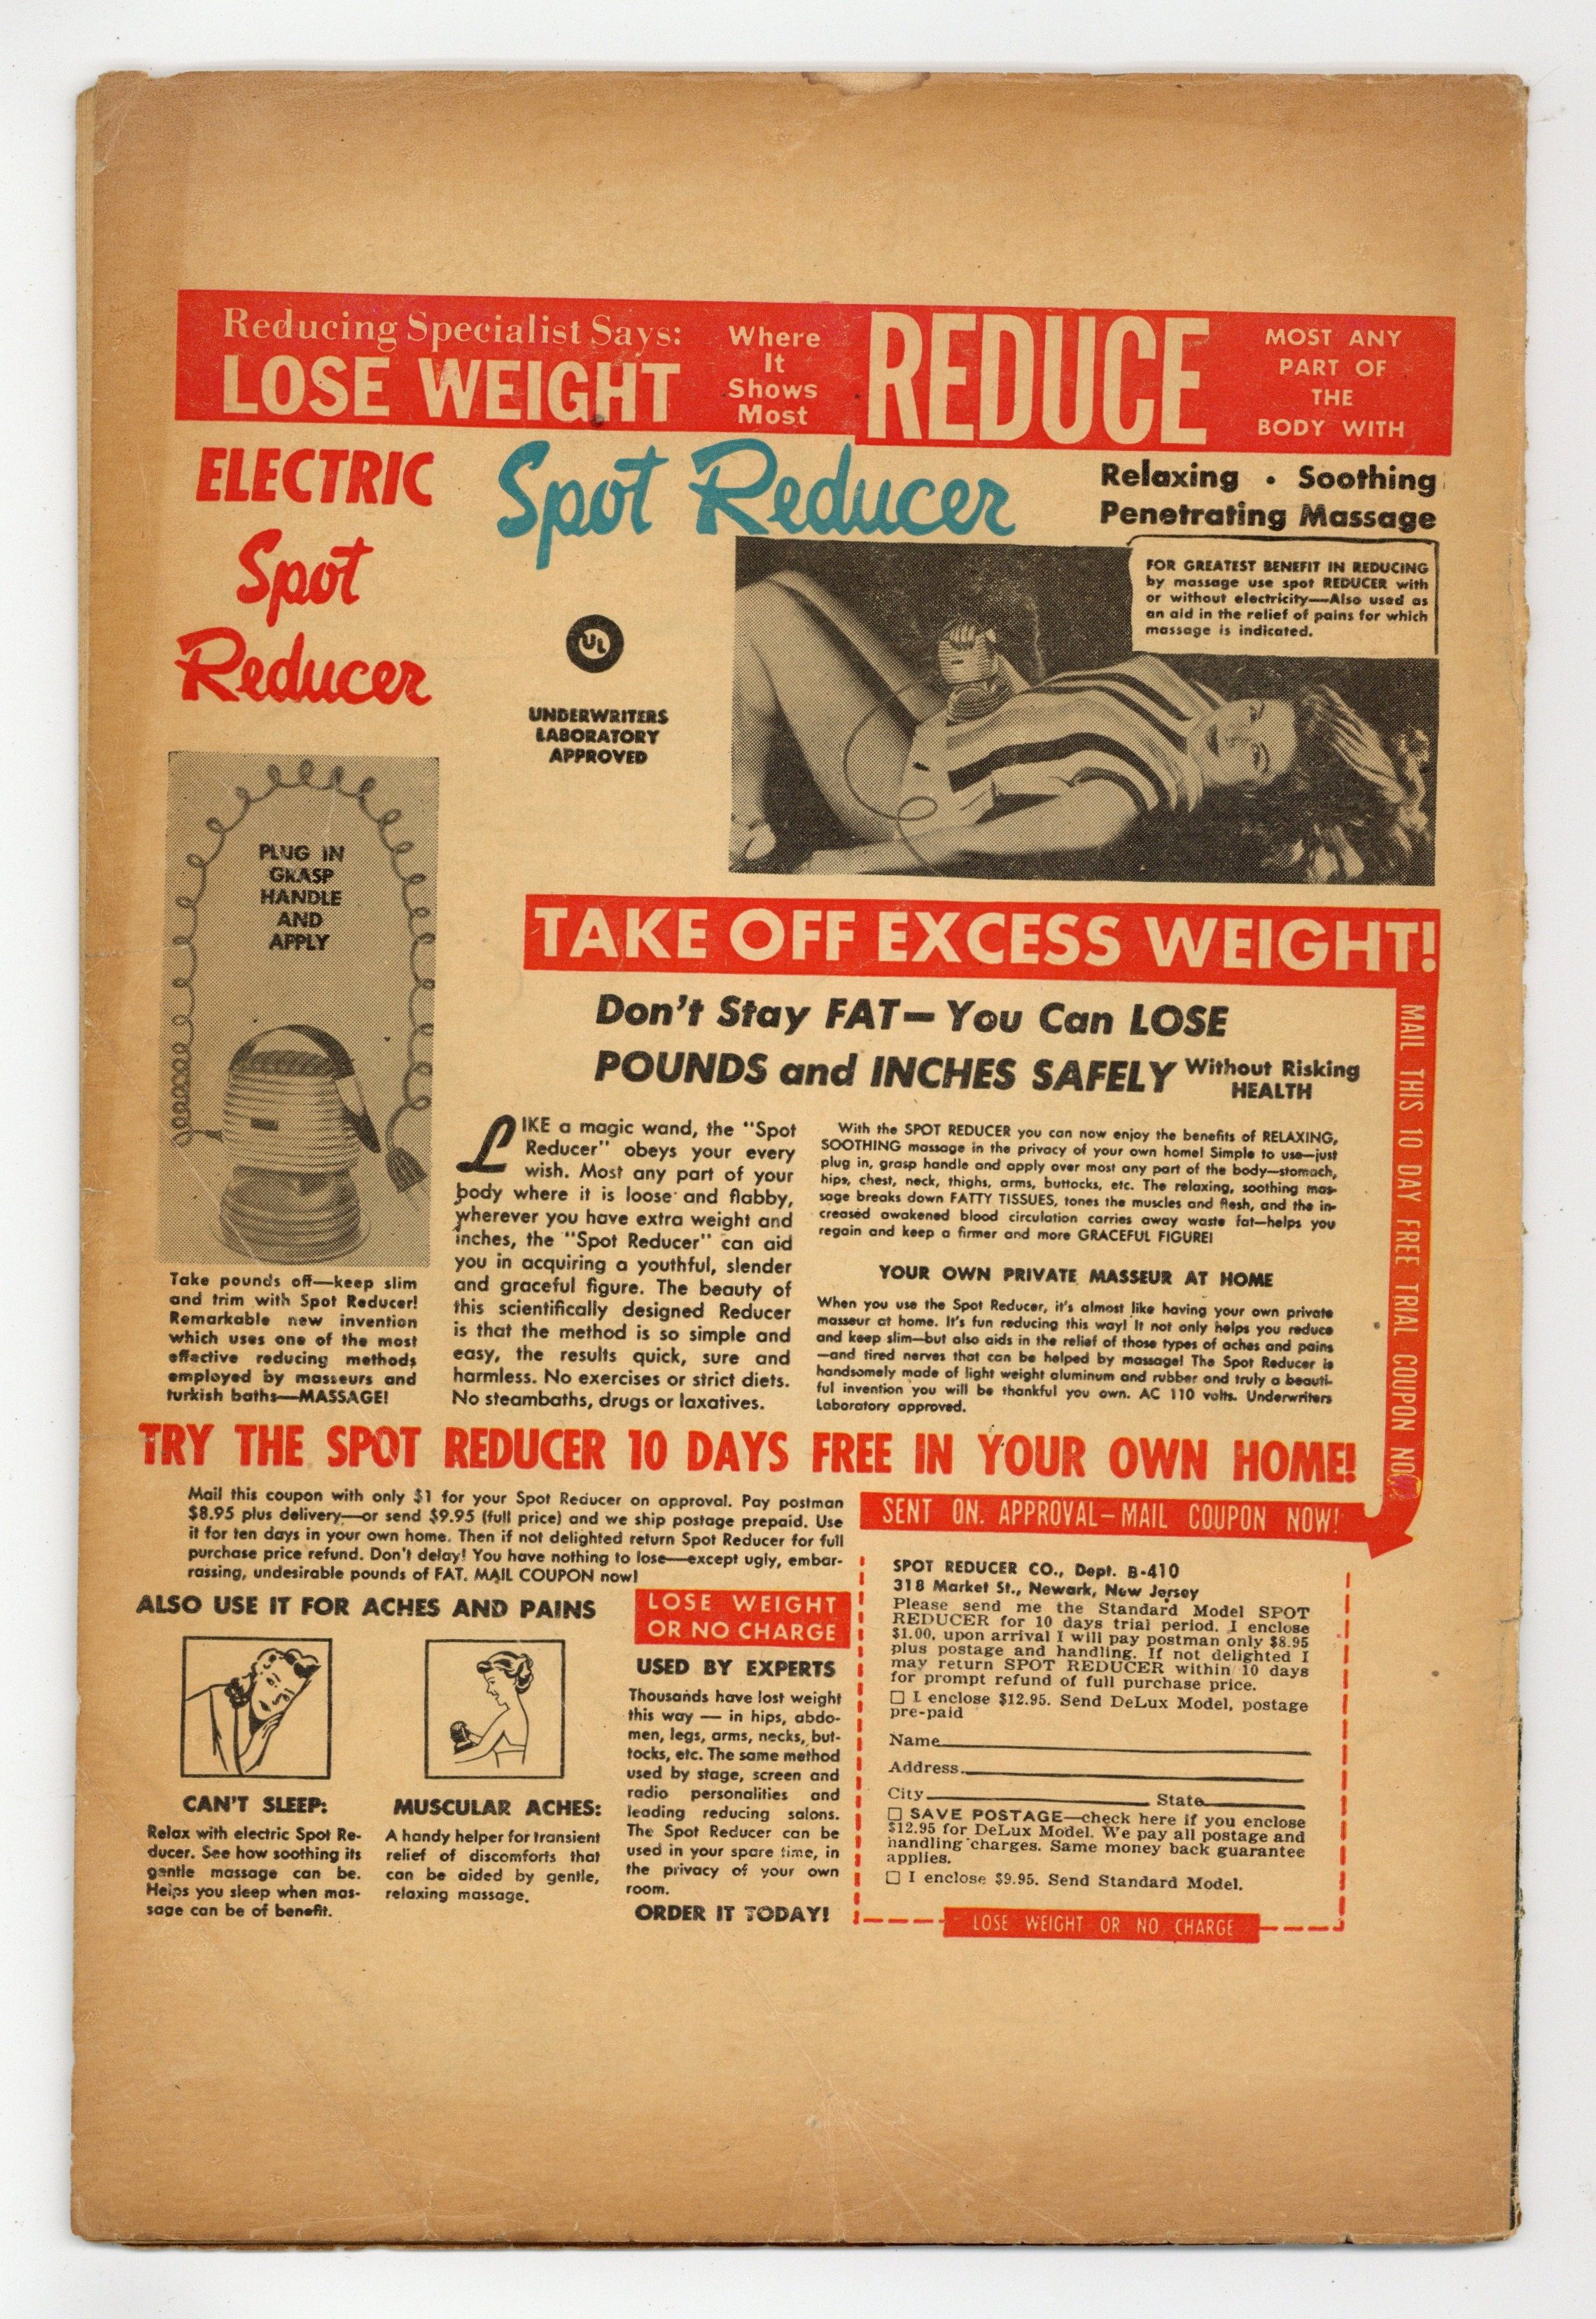 Reducing Specialist Says:
LOSE WEIGHT
Where
It
Shows
Most
REDUCE
MOST ANY
PART OF
THE
BODY WITH
ELECTRIC
Spot
Reducer
Spot Reducer
Relaxing • Soothing
Penetrating Massage
UL
UNDERWRITERS
LABORATORY
APPROVED
FOR GREATEST BENEFIT IN REDUCING
by massage use spot REDUCER with
or without electricity—Also used as
an aid in the relief of pains for which
massage is indicated.
PLUG IN
GRASP
HANDLE
AND
APPLY
Take pounds off—keep slim
and trim with Spot Reducer!
Remarkable new invention
which uses one of the most
effective reducing methods
employed by masseurs and
turkish baths—MASSAGE!
TAKE OFF EXCESS WEIGHT!
Don't Stay FAT— You Can LOSE
POUNDS and INCHES SAFELY Without Risking
HEALTH
LIKE a magic wand, the "Spot
Reducer" obeys your every
wish. Most any part of your
body where it is loose and flabby,
wherever you have extra weight and
inches, the "Spot Reducer" can aid
you in acquiring a youthful, slender
and graceful figure. The beauty of
this scientifically designed Reducer
is that the method is so simple and
easy, the results quick, sure and
harmless. No exercises or strict diets.
No steambaths, drugs or laxatives.
With the SPOT REDUCER you can now enjoy the benefits of RELAXING,
SOOTHING massage in the privacy of your own home! Simple to use—just
plug in, grasp handle and apply over most any part of the body—stomach,
hips, chest, neck, thighs, arms, buttocks, etc. The relaxing, soothing mas-
sage breaks down FATTY TISSUES, tones the muscles and flesh, and the in-
creased awakened blood circulation carries away waste fat—helps you
regain and keep a firmer and more GRACEFUL FIGURE!
YOUR OWN PRIVATE MASSEUR AT HOME
When you use the Spot Reducer, it's almost like having your own private
masseur at home. It's fun reducing this way! It not only helps you reduce
and keep slim—but also aids in the relief of those types of aches and pains
—and tired nerves that can be helped by massage! The Spot Reducer is
handsomely made of light weight aluminum and rubber and truly a beauti-
ful invention you will be thankful you own. AC 110 volts. Underwriters
Laboratory approved.
MAIL THIS 10 DAY FREE TRIAL COUPON NOW
TRY THE SPOT REDUCER 10 DAYS FREE IN YOUR OWN HOME!
Mail this coupon with only $1 for your Spot Reducer on approval. Pay postman
$8.95 plus delivery—or send $9.95 (full price) and we ship postage prepaid. Use
it for ten days in your own home. Then if not delighted return Spot Reducer for full
purchase price refund. Don't delay! You have nothing to lose—except ugly, embar-
rassing, undesirable pounds of FAT. MAIL COUPON now!
ALSO USE IT FOR ACHES AND PAINS
CAN'T SLEEP:
Relax with electric Spot Re-
ducer. See how soothing its
gentle massage can be.
Helps you sleep when mas-
sage can be of benefit.
MUSCULAR ACHES:
A handy helper for transient
relief of discomforts that
can be aided by gentle,
relaxing massage.
LOSE WEIGHT
OR NO CHARGE
USED BY EXPERTS
Thousands have lost weight
this way — in hips, abdo-
men, legs, arms, necks, but-
tocks, etc. The same method
used by stage, screen and
radio personalities and
leading reducing salons.
The Spot Reducer can be
used in your spare time, in
the privacy of your own
room.
ORDER IT TODAY!
SENT ON. APPROVAL—MAIL COUPON NOW!
SPOT REDUCER CO., Dept. B-410
318 Market St., Newark, New Jersey
Please send me the Standard Model SPOT
REDUCER for 10 days trial period. I enclose
$1.00, upon arrival I will pay postman only $8.95
plus postage and handling. If not delighted I
may return SPOT REDUCER within 10 days
for prompt refund of full purchase price.
☐ I enclose $12.95. Send DeLux Model, postage
pre-paid
Name
Address
City State
☐ SAVE POSTAGE—check here if you enclose
$12.95 for DeLux Model. We pay all postage and
handling charges. Same money back guarantee
applies.
☐ I enclose $9.95. Send Standard Model.
LOSE WEIGHT OR NO CHARGE